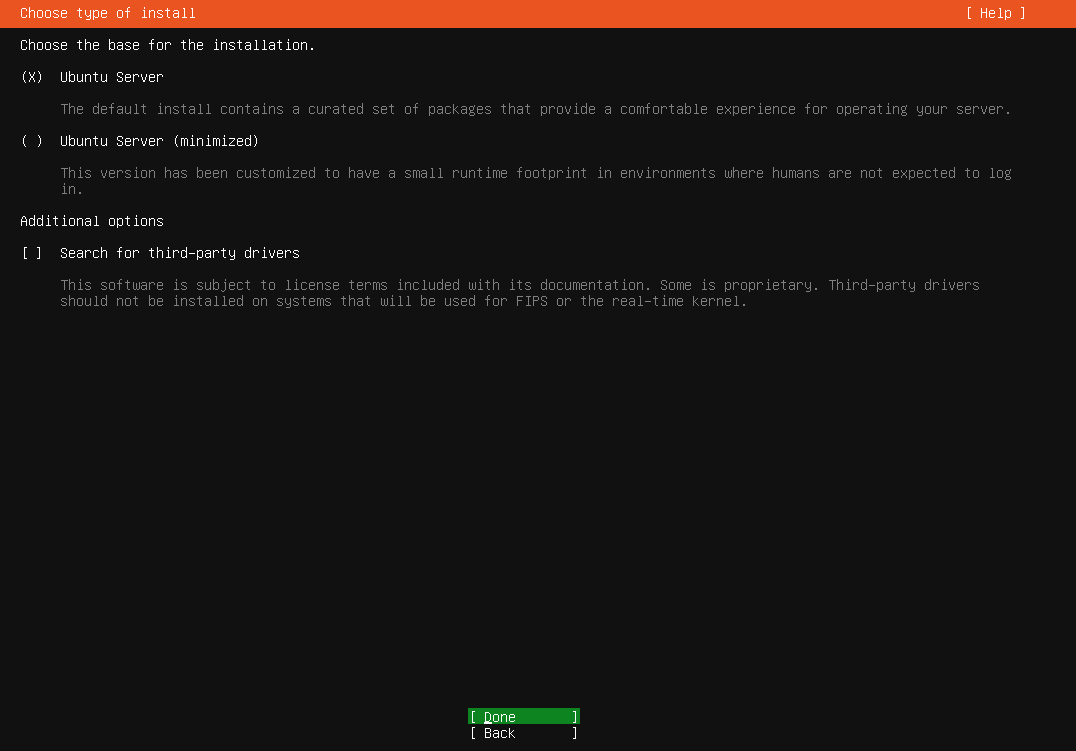 Choose type of install [ Help ]
Choose the base for the installation.
(X) Ubuntu Server
The default install contains a curated set of packages that provide a comfortable experience for operating your server.
( ) Ubuntu Server (minimized)
This version has been customized to have a small runtime footprint in environments where humans are not expected to log
in.
Additional options
[ ] Search for third-party drivers
This software is subject to license terms included with its documentation. Some is proprietary. Third-party drivers
should not be installed on systems that will be used for FIPS or the real-time kernel.
[ Done ]
[ Back ]